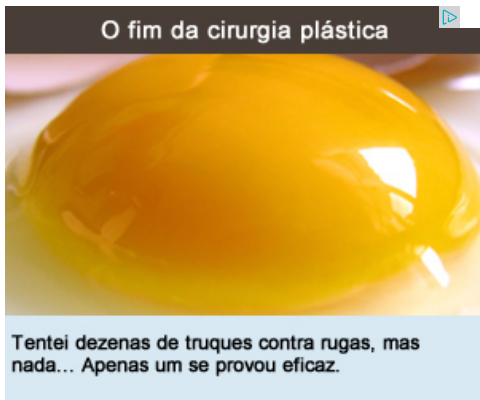 O fim da cirurgia plástica
Tentei dezenas de truques contra rugas, mas
nada... Apenas um se provou eficaz.